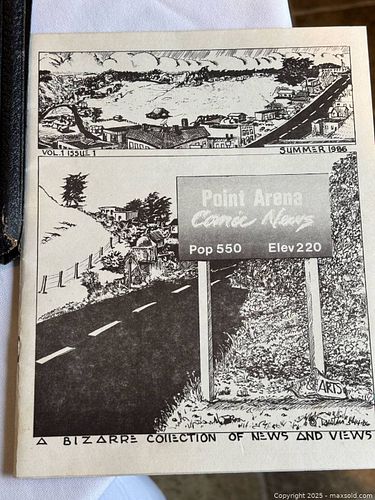 VOL.1 ISSUE 1 SUMMER 1986
Point Arena
Comic News
Pop 550 Elev 220
& ARTS
A BIZARRE COLLECTION OF NEWS AND VIEWS
Copyright 2025 - maxsold.com